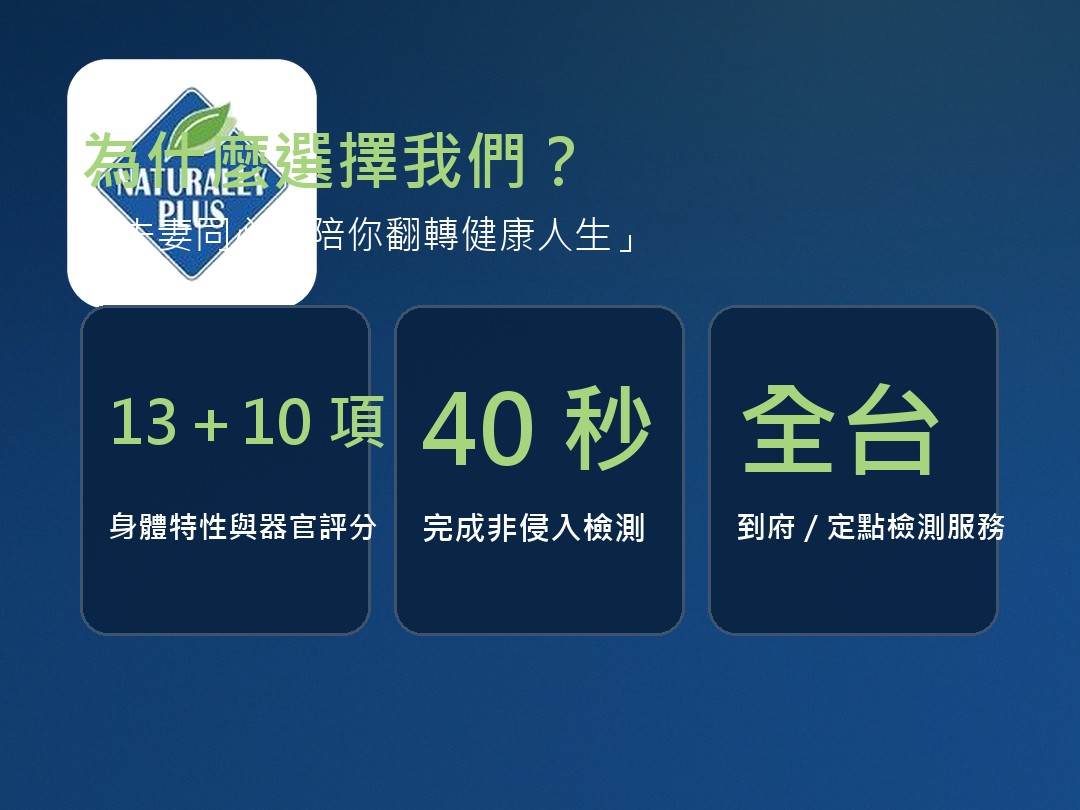 為什麼選擇我們？
NATURALLY
PLUS
夫妻同 陪你翻轉健康人生」
13+10 項
身體特性與器官評分
40 秒
完成非侵入檢測
全台
到府 / 定點檢測服務